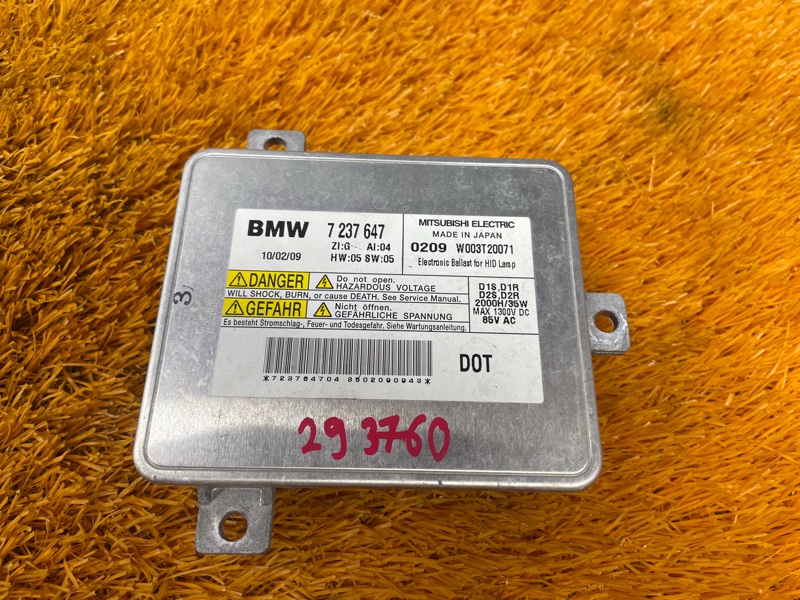 BMW 7 237 647
ZI:G AI:04
10/02/09 HW:05 SW:05
MITSUBISHI ELECTRIC
MADE IN JAPAN
0209 W003T20071
Electronic Ballast for HID Lamp
DANGER Do not open.
HAZARDOUS VOLTAGE
WILL SHOCK, BURN, or cause DEATH. See Service Manual.
GEFAHR Nicht öffnen.
GEFÄHRLICHE SPANNUNG
Es besteht Stromschlag-, Feuer- und Todesgefahr. Siehe Wartungsanleitung.
D1S,D1R
D2S,D2R
2000H/35W
MAX 1300V DC
85V AC
*723764704 3502090943*
DOT
3
293760